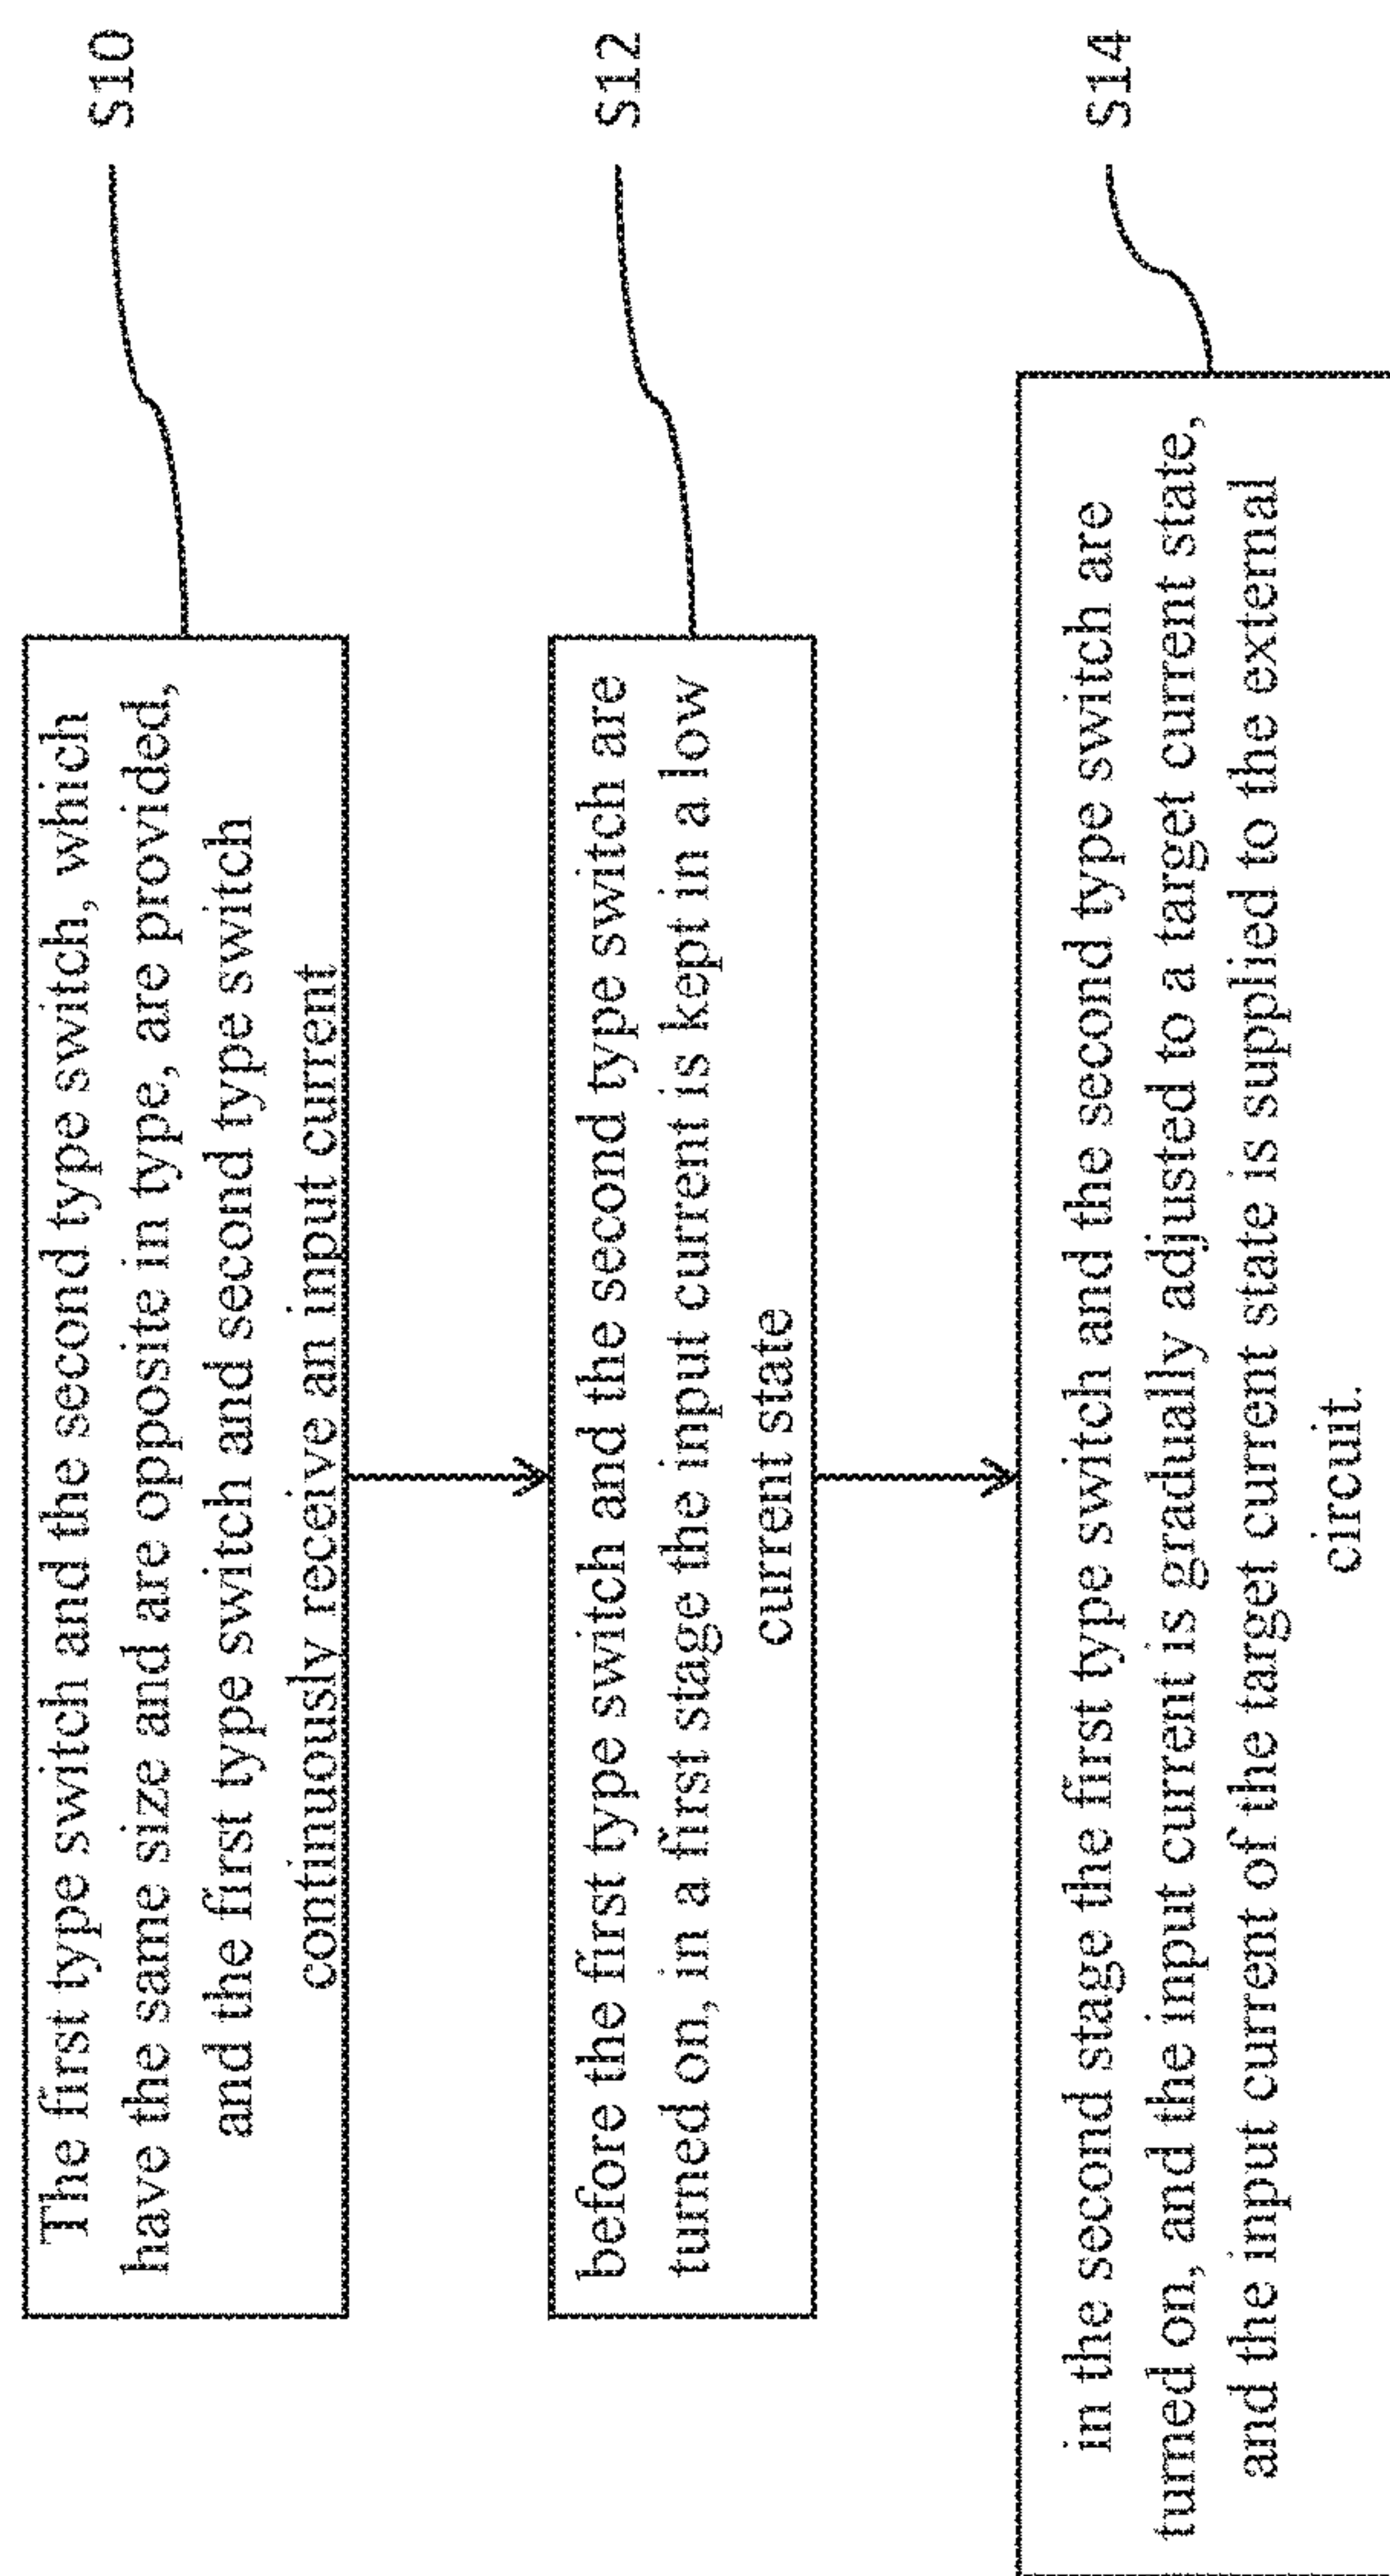 The first type switch and the second type switch, which
have the same size and are opposite in type, are provided,
and the first type switch and second type switch
continuously receive an input current
S10
before the first type switch and the second type switch are
turned on, in a first stage the input current is kept in a low
current state
S12
in the second stage the first type switch and the second type switch are
turned on, and the input current is gradually adjusted to a target current state,
and the input current of the target current state is supplied to the external
circuit.
S14